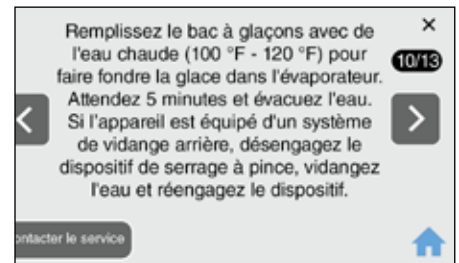 Remplissez le bac à glaçons avec de
l'eau chaude (100 °F - 120 °F) pour
faire fondre la glace dans l'évaporateur.
Attendez 5 minutes et évacuez l'eau.
Si l'appareil est équipé d'un système
de vidange arrière, désengagez le
dispositif de serrage à pince, vidangez
l'eau et réengagez le dispositif.
10/13
ontacter le service